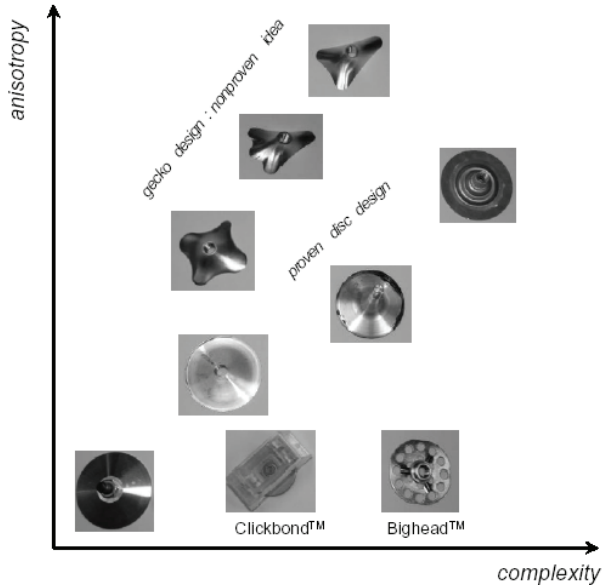 anisotropy
gecko design : nonproven idea
proven disc design
Clickbond™
Bighead™
complexity